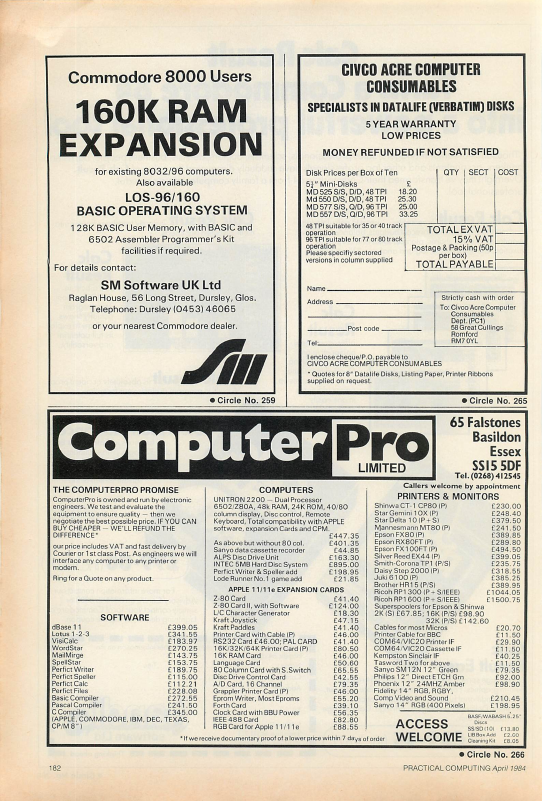 Commodore 8000 Users
160K RAM
EXPANSION
for existing 8032/96 computers.
Also available
LOS-96/160
BASIC OPERATING SYSTEM
128K BASIC User Memory, with BASIC and
6502 Assembler Programmer's Kit
facilities if required.
For details contact:
SM Software UK Ltd
Raglan House, 56 Long Street, Dursley, Glos.
Telephone: Dursley (0453) 46065
or your nearest Commodore dealer.
● Circle No. 259
CIVCO ACRE COMPUTER
CONSUMABLES
SPECIALISTS IN DATALIFE (VERBATIM) DISKS
5 YEAR WARRANTY
LOW PRICES
MONEY REFUNDED IF NOT SATISFIED
Disk Prices per Box of Ten QTY SECT COST
5¼" Mini-Disks £
MD 525 S/S, D/D, 48 TPI 18.20
Md 550 D/S, D/D, 48 TPI 25.30
MD 577 S/S, Q/D, 96 TPI 25.00
MD 557 D/S, Q/D, 96 TPI 33.25
48 TPI suitable for 35 or 40 track
operation
96 TPI suitable for 77 or 80 track
operation
Please specifiy sectored
versions in column supplied
TOTAL EX VAT
15% VAT
Postage & Packing (50p
per box)
TOTAL PAYABLE
Name
Address
Post code
Tel
Strictly cash with order
To: Civco Acre Computer
Consumables
Dept. (PC1)
58 Great Cullings
Romford
RM7 0YL
I enclose cheque/P.O. payable to
CIVCO ACRE COMPUTER CONSUMABLES
* Quotes for 8" Datalife Disks, Listing Paper, Printer Ribbons
supplied on request.
● Circle No. 265
Computer Pro
LIMITED
65 Falstones
Basildon
Essex
SS15 5DF
Tel. (0268) 412545
Callers welcome by appointment
THE COMPUTERPRO PROMISE
ComputerPro is owned and run by electronic
engineers. We test and evaluate the
equipment to ensure quality — then we
negotiate the best possible price. IF YOU CAN
BUY CHEAPER — WE'LL REFUND THE
DIFFERENCE*
our price includes VAT and fast delivery by
Courer or 1st class Post. As engineers we will
interface any computer to any printer or
modem.
Ring for a Quote on any product.
SOFTWARE
dBase 11 £399.05
Lotus 1-2-3 £341.55
VisiCalc £183.97
WordStar £270.25
MailMirge £143.75
SpellStar £153.75
Perfict Writer £189.75
Perfict Speller £115.00
Perfict Calc £121.21
Perfict Files £228.08
Basic Compiler £272.55
Pascal Compiler £241.50
C Compiler £345.00
(APPLE, COMMODORE, IBM, DEC, TEXAS,
CP/M 8")
COMPUTERS
UNITRON 2200 — Dual Processor
6502/Z80A, 48k RAM, 24K ROM, 40/80
column display, Disc control, Remote
Keyboard, Total compatibility with APPLE
software, expansion Cards and CPM.
£447.35
As above but without 80 col. £401.35
Sanyo data cassette recorder £44.85
ALPS Disc Drive £163.30
INTEC 5MB Hard Disc System £895.00
Perfict Writer & Speller add £198.95
Lode Runner No.1 game add £21.85
APPLE 11/11e EXPANSION CARDS
Z-80 Card £41.40
Z-80 Card II, with Software £124.00
L/C Character Generator £18.30
Kraft Joystick £47.15
Kraft Paddles £41.40
Printer Card with Cable (P) £46.00
RS232 Card £46.00; PAL CARD £41.40
16K/32K/64K Printer Card (P) £80.50
16K RAM Card £46.00
Language Card £50.60
80 Column Card with S.Switch £65.55
Disc Drive Control Card £42.55
A/D Card, 16 Channel £79.35
Grappler Printer Card (P) £46.00
Eprom Writer, Most Eproms £55.20
Forth Card £39.10
Clock Card with BBU Power £56.35
IEEE 488 Card £82.80
RGB Card for Apple 11/11e £88.55
PRINTERS & MONITORS
Shinwa CT-1 CP80 (P) £230.00
Star Gemini 10X (P) £248.40
Star Delta 10 (P + S) £379.50
Mannesmann MT80 (P) £241.50
Epson FX80 (P) £389.85
Epson RX80FT (P) £289.80
Epson FX100FT (P) £494.50
Silver Reed EX44 (P) £399.05
Smith-Corona TP1 (P/S) £235.75
Daisy Step 2000 (P) £318.55
Juki 6100 (P) £385.25
Brother HR15 (P/S) £389.95
Ricoh RP1300 (P + S/IEEE) £1044.05
Ricoh RP1600 (P + S/IEEE) £1500.75
Superspoolers for Epson & Shinwa
2K (S) £67.85; 16K (P/S) £98.90
32K (P/S) £142.60
Cables for most Micros £20.70
Printer Cable for BBC £11.50
COM64/VIC20 Printer IF £29.90
COM64/VIC20 Cassette IF £11.50
Kempston Sinclair IF £40.25
Tasword Two for above £11.50
Sanyo SM12N 12" Green £79.35
Philips 12" Direct ETCH Grn £92.00
Phoenix 12" 24MHZ Amber £98.90
Fidelity 14" RGB, RGBY,
Comp Video and Sound £210.45
Sanyo 14" RGB (400 Pixels) £198.95
ACCESS
WELCOME
BASF, WABASH 5.25"
Discs
SS/SD (10) £13.80
LIB Box Add £2.00
Cleaning Kit £8.05
*If we receive documentary proof of a lower price within 7 days of order
● Circle No. 266
182
PRACTICAL COMPUTING April 1984